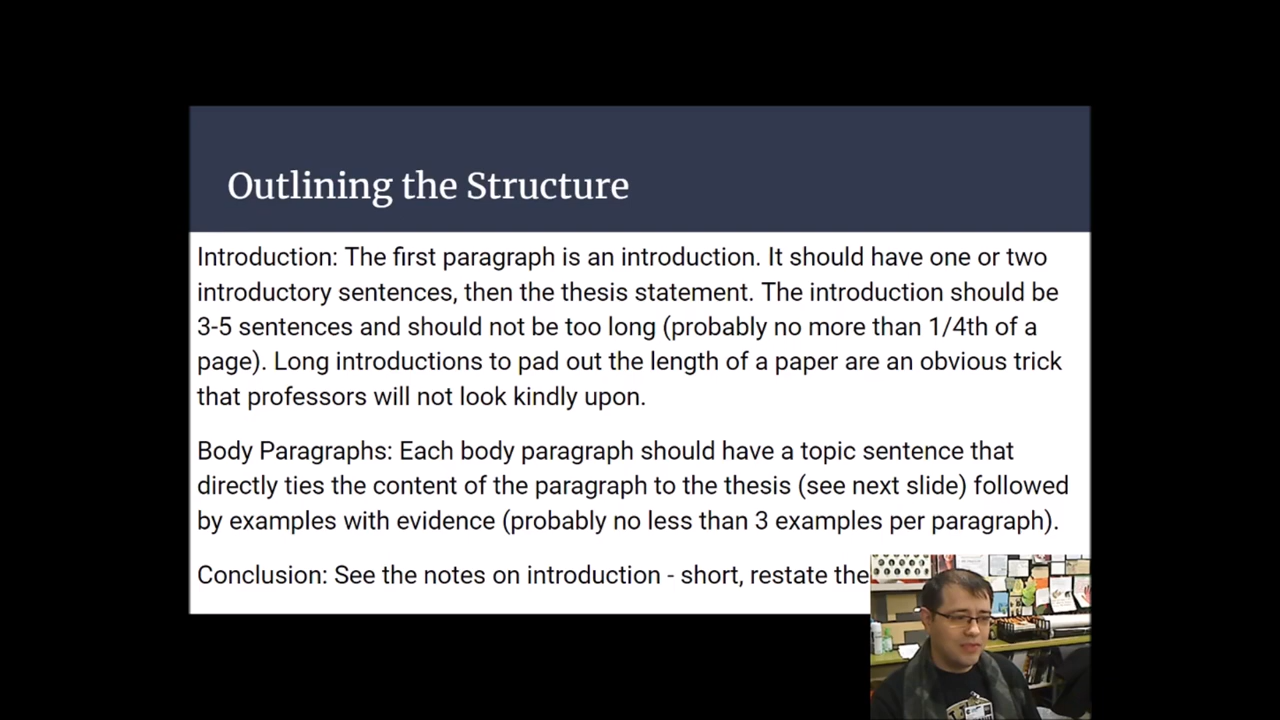 Outlining the Structure
Introduction: The first paragraph is an introduction. It should have one or two
introductory sentences, then the thesis statement. The introduction should be
3-5 sentences and should not be too long (probably no more than 1/4th of a
page). Long introductions to pad out the length of a paper are an obvious trick
that professors will not look kindly upon.
Body Paragraphs: Each body paragraph should have a topic sentence that
directly ties the content of the paragraph to the thesis (see next slide) followed
by examples with evidence (probably no less than 3 examples per paragraph).
Conclusion: See the notes on introduction - short, restate the